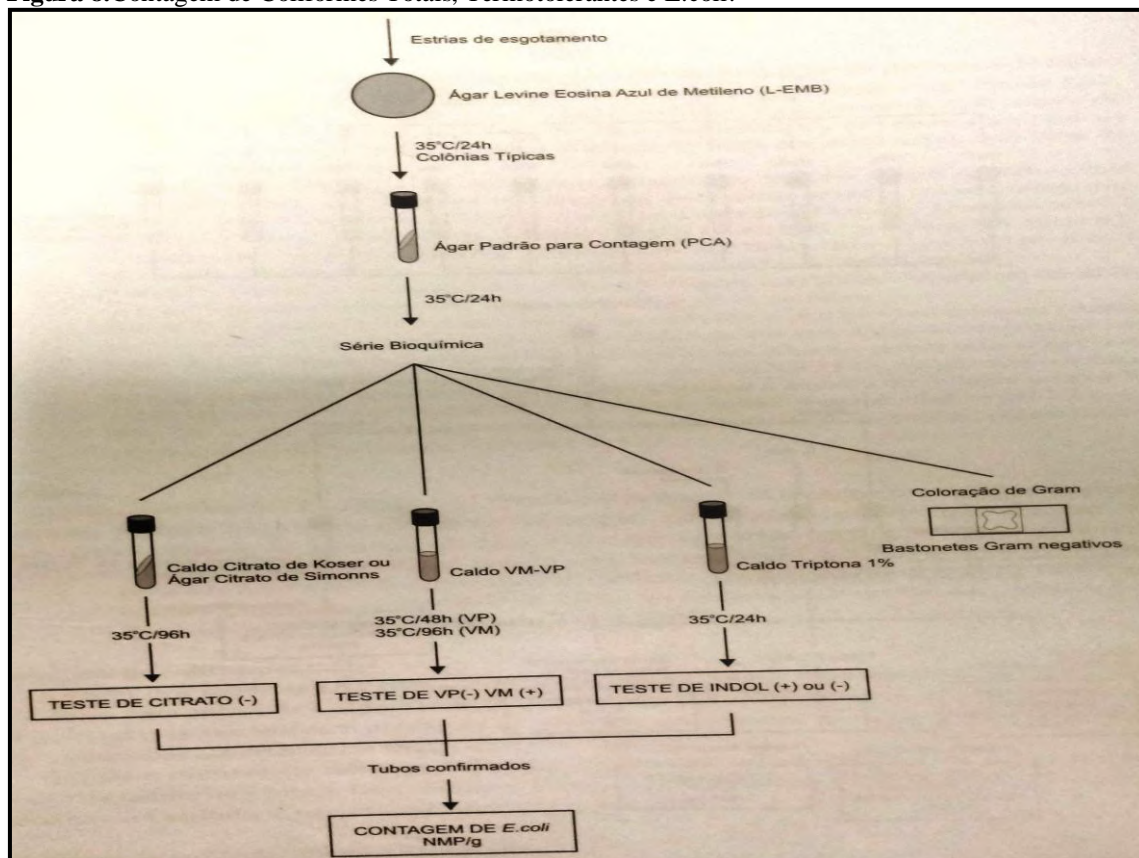 Figura 6.Contagem de Coliformes Totais, Termotolerantes e E.coli.
Estrias de esgotamento
Ágar Levine Eosina Azul de Metileno (L-EMB)
35°C/24h
Colônias Típicas
Ágar Padrão para Contagem (PCA)
35°C/24h
Série Bioquímica
Caldo Citrato de Koser ou
Ágar Citrato de Simonns
35°C/96h
TESTE DE CITRATO (-)
Caldo VM-VP
35°C/48h (VP)
35°C/96h (VM)
TESTE DE VP(-) VM (+)
Caldo Triptona 1%
35°C/24h
TESTE DE INDOL (+) ou (-)
Coloração de Gram
Bastonetes Gram negativos
Tubos confirmados
CONTAGEM DE E.coli
NMP/g